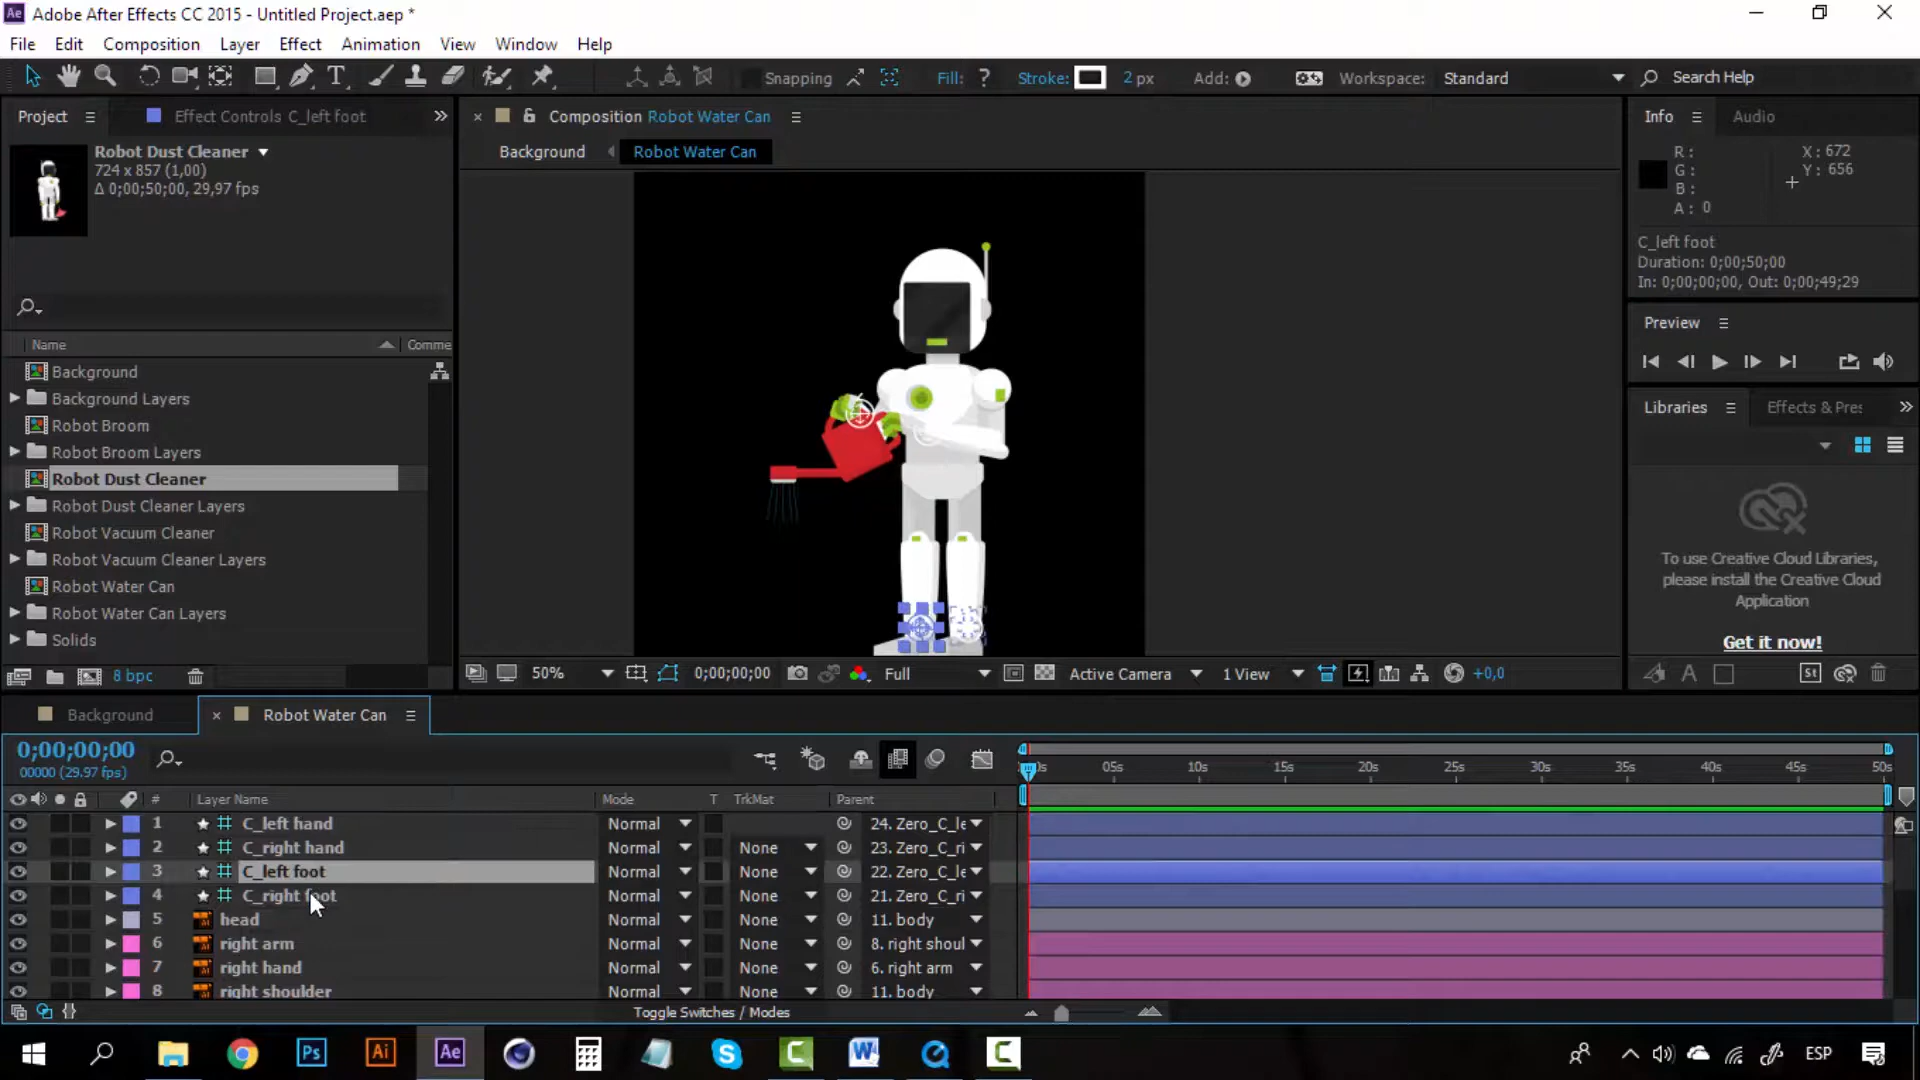 Ae Adobe After Effects CC 2015 - Untitled Project.aep *
File Edit Composition Layer Effect Animation View Window Help
T Snapping Fill: ? Stroke: 2 px Add: Workspace: Standard Search Help
Project Effect Controls C_left foot
Composition Robot Water Can
Info Audio
Robot Dust Cleaner
724 x 857 (1,00)
Δ 0;00;50;00, 29,97 fps
Background Robot Water Can
R :
G :
B :
A : 0
X : 672
Y : 656
C_left foot
Duration: 0;00;50;00
In: 0;00;00;00, Out: 0;00;49;29
Preview
Libraries Effects & Pres
Name Comme
Background
Background Layers
Robot Broom
Robot Broom Layers
Robot Dust Cleaner
Robot Dust Cleaner Layers
Robot Vacuum Cleaner
Robot Vacuum Cleaner Layers
Robot Water Can
Robot Water Can Layers
Solids
To use Creative Cloud Libraries,
please install the Creative Cloud
Application
Get it now!
8 bpc
50% 0;00;00;00 Full Active Camera 1 View +0,0
A St
Background Robot Water Can
0;00;00;00
00000 (29.97 fps)
0s 05s 10s 15s 20s 25s 30s 35s 40s 45s 50s
# Layer Name Mode T TrkMat Parent
1 C_left hand Normal 24. Zero_C_le
2 C_right hand Normal None 23. Zero_C_ri
3 C_left foot Normal None 22. Zero_C_le
4 C_right foot Normal None 21. Zero_C_ri
5 head Normal None 11. body
6 right arm Normal None 8. right shoul
7 right hand Normal None 6. right arm
8 right shoulder Normal None 11. body
Toggle Switches / Modes
Ps Ai Ae S C W C ESP